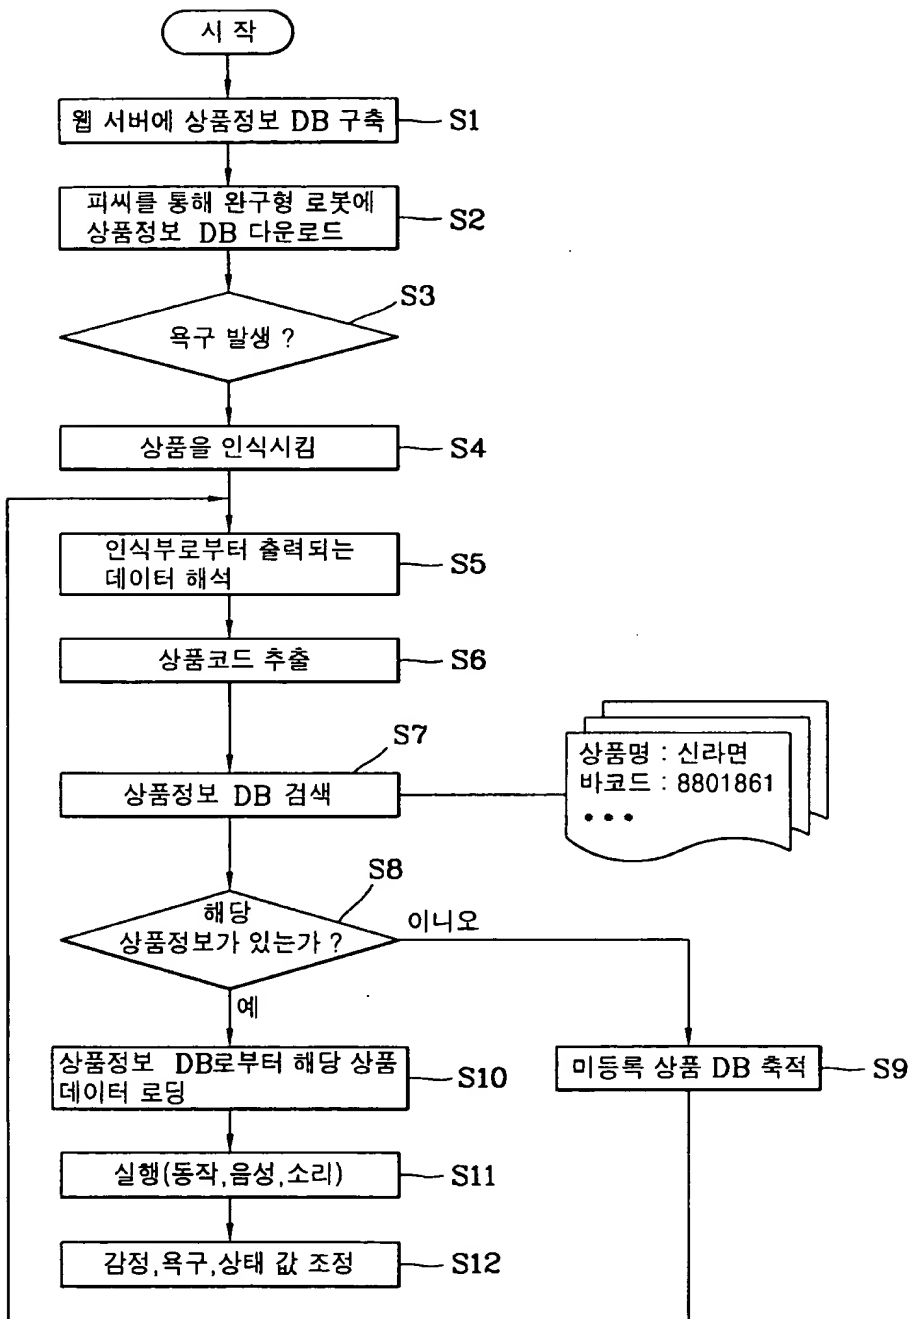 시 작
웹 서버에 상품정보 DB 구축
S1
피씨를 통해 완구형 로봇에
상품정보 DB 다운로드
S2
S3
욕구 발생 ?
상품을 인식시킴
S4
인식부로부터 출력되는
데이터 해석
S5
상품코드 추출
S6
S7
상품정보 DB 검색
상품명 : 신라면
바코드 : 8801861
• • •
S8
해당
상품정보가 있는가 ?
이니오
예
상품정보 DB로부터 해당 상품
데이터 로딩
S10
미등록 상품 DB 축적
S9
실행(동작,음성,소리)
S11
감정,욕구,상태 값 조정
S12